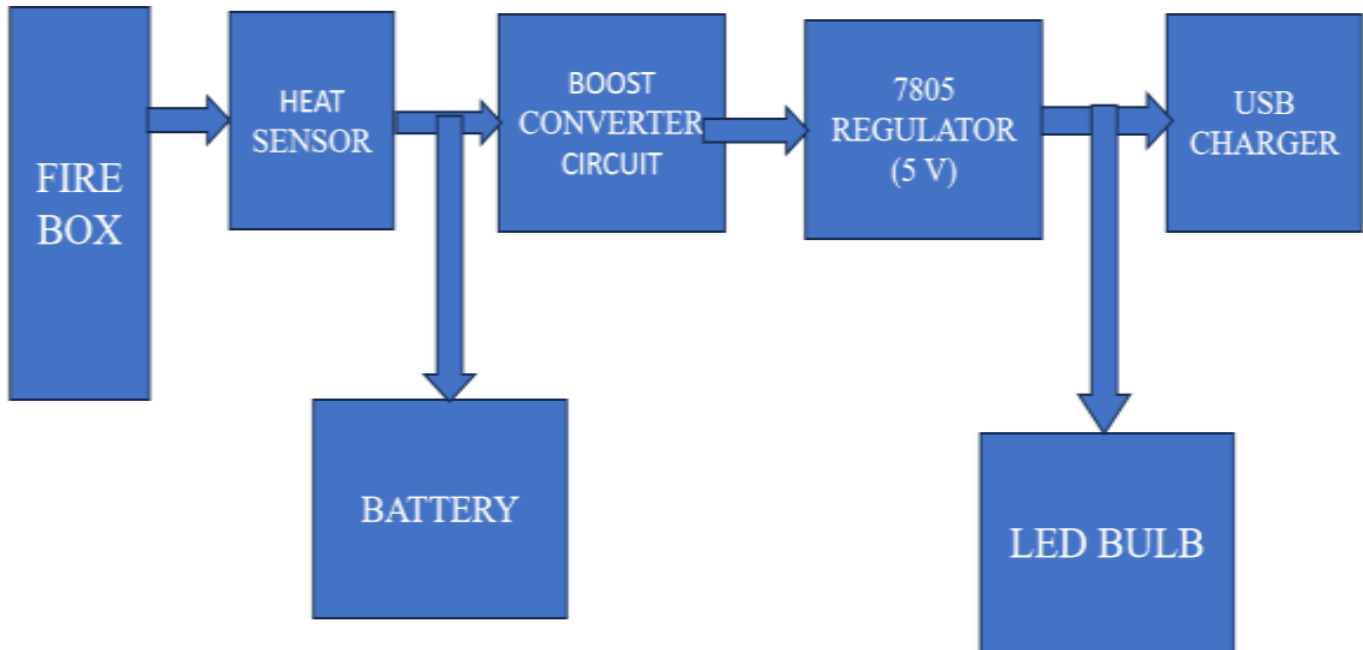 FIRE
BOX
HEAT
SENSOR
BOOST
CONVERTER
CIRCUIT
7805
REGULATOR
(5 V)
USB
CHARGER
BATTERY
LED BULB